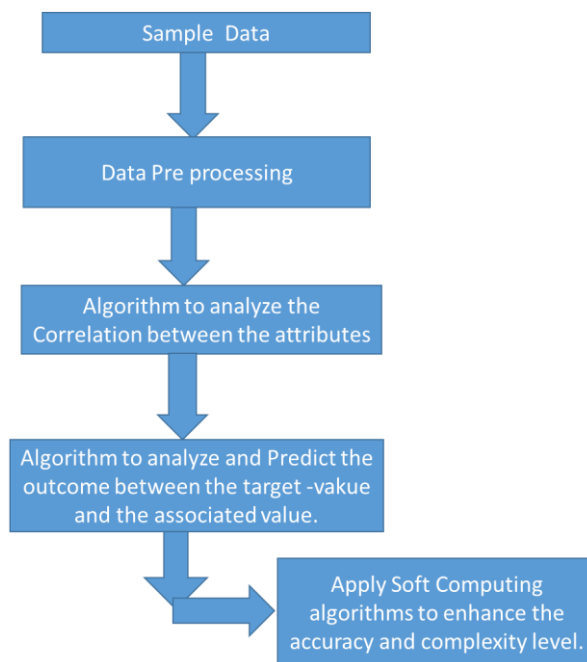 Sample Data
Data Pre processing
Algorithm to analyze the
Correlation between the attributes
Algorithm to analyze and Predict the
outcome between the target -vakue
and the associated value.
Apply Soft Computing
algorithms to enhance the
accuracy and complexity level.